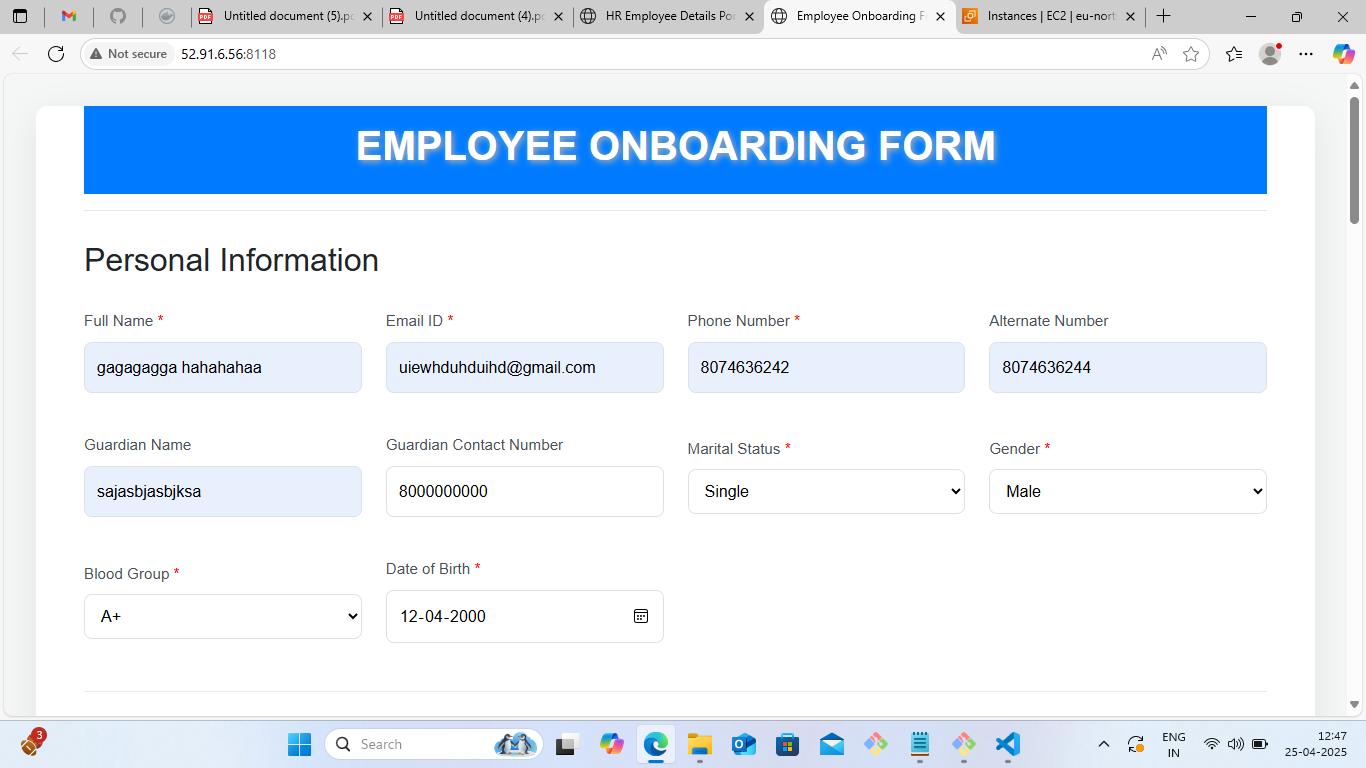 Untitled document (5).pd
Untitled document (4).pd
HR Employee Details Por
Employee Onboarding F
Instances | EC2 | eu-nort
Not secure
52.91.6.56:8118
EMPLOYEE ONBOARDING FORM
Personal Information
Full Name * Email ID * Phone Number * Alternate Number
gagagagga hahahahaa uiewhduhduihd@gmail.com 8074636242 8074636244
Guardian Name Guardian Contact Number Marital Status * Gender *
sajasbjasbjksa 8000000000 Single Male
Blood Group * Date of Birth *
A+ 12-04-2000
3
Search
ENG
IN
12:47
25-04-2025